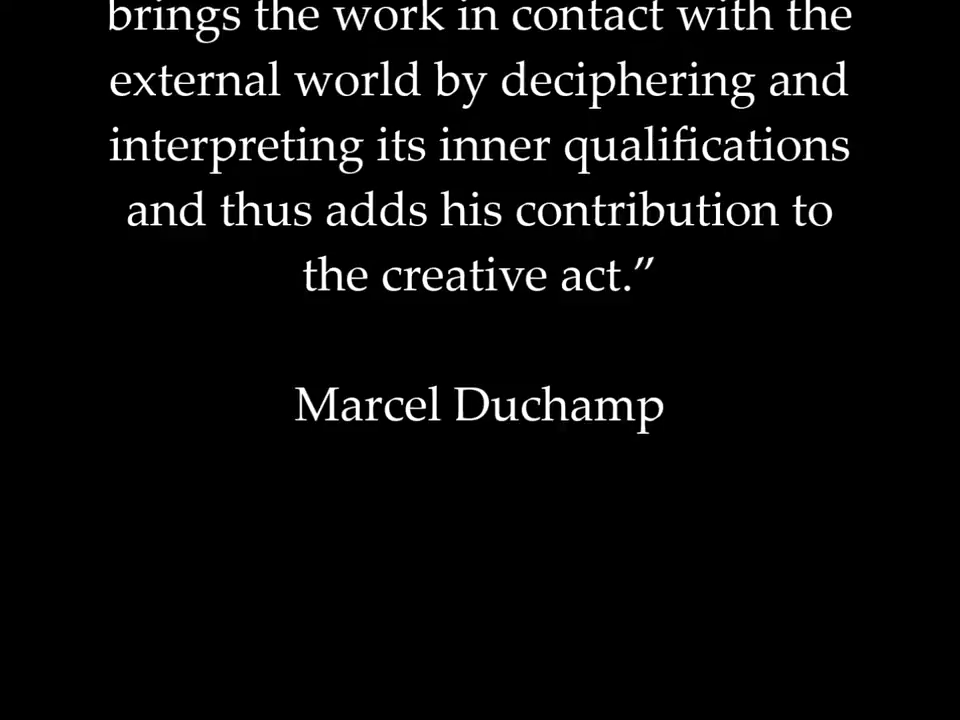 brings the work in contact with the
external world by deciphering and
interpreting its inner qualifications
and thus adds his contribution to
the creative act.”
Marcel Duchamp